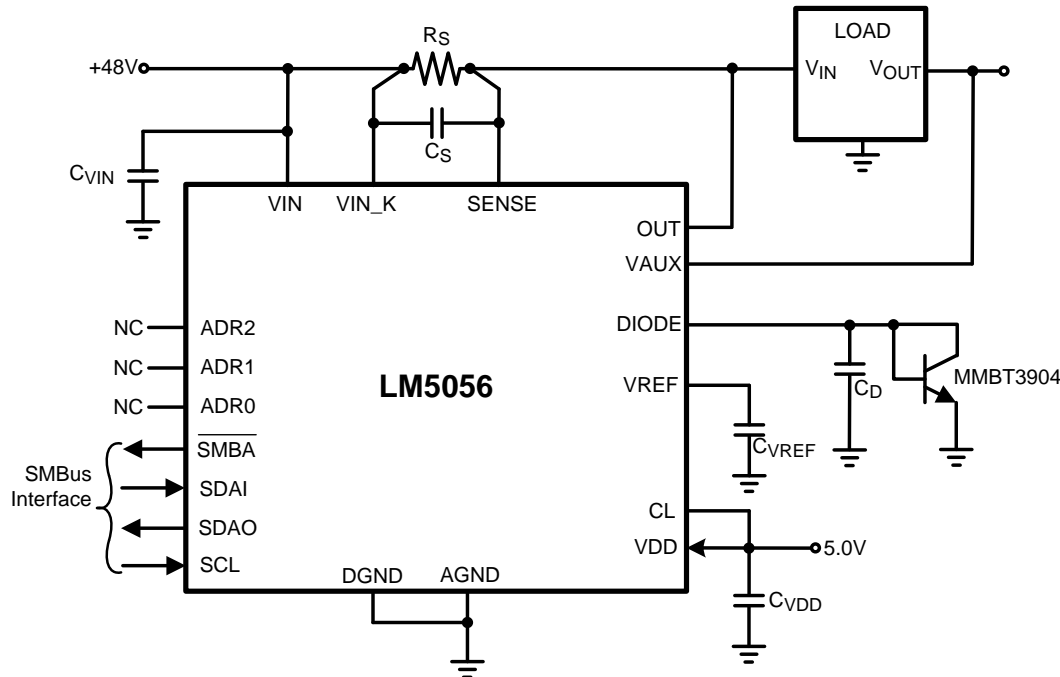 +48V
RS
LOAD
VIN
VOUT
CS
CVIN
VIN
VIN_K
SENSE
OUT
VAUX
NC
ADR2
DIODE
NC
ADR1
LM5056
VREF
CD
MMBT3904
NC
ADR0
CVREF
SMBus
Interface
SMBA
SDAI
SDAO
SCL
CL
VDD
5.0V
DGND
AGND
CVDD